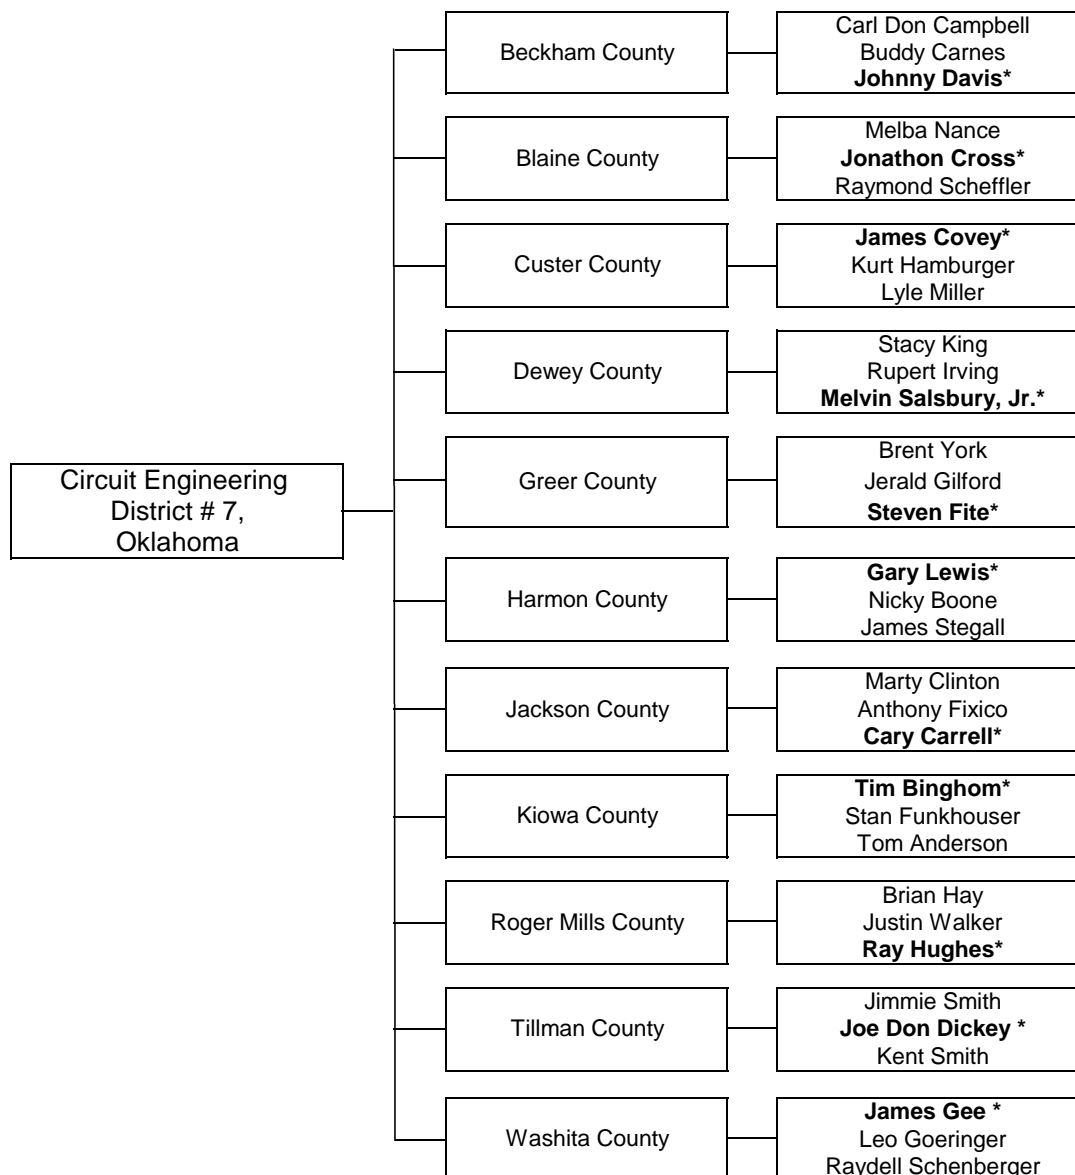 Circuit Engineering
District # 7,
Oklahoma
Beckham County
Carl Don Campbell
Buddy Carnes
Johnny Davis*
Blaine County
Melba Nance
Jonathon Cross*
Raymond Scheffler
Custer County
James Covey*
Kurt Hamburger
Lyle Miller
Dewey County
Stacy King
Rupert Irving
Melvin Salsbury, Jr.*
Greer County
Brent York
Jerald Gilford
Steven Fite*
Harmon County
Gary Lewis*
Nicky Boone
James Stegall
Jackson County
Marty Clinton
Anthony Fixico
Cary Carrell*
Kiowa County
Tim Binghom*
Stan Funkhouser
Tom Anderson
Roger Mills County
Brian Hay
Justin Walker
Ray Hughes*
Tillman County
Jimmie Smith
Joe Don Dickey *
Kent Smith
Washita County
James Gee *
Leo Goeringer
Raydell Schenberger